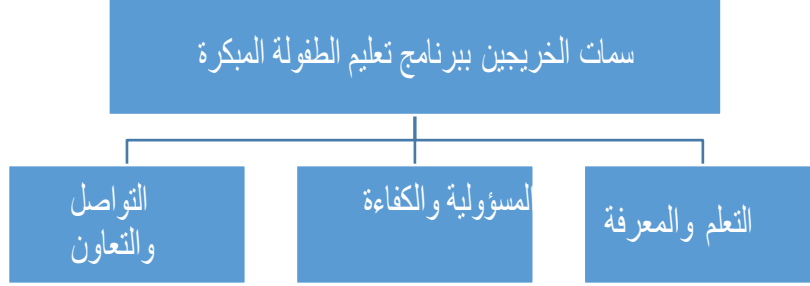 سمات الخريجين ببرنامج تعليم الطفولة المبكرة
التعلم والمعرفة
المسؤولية والكفاءة
التواصل
والتعاون